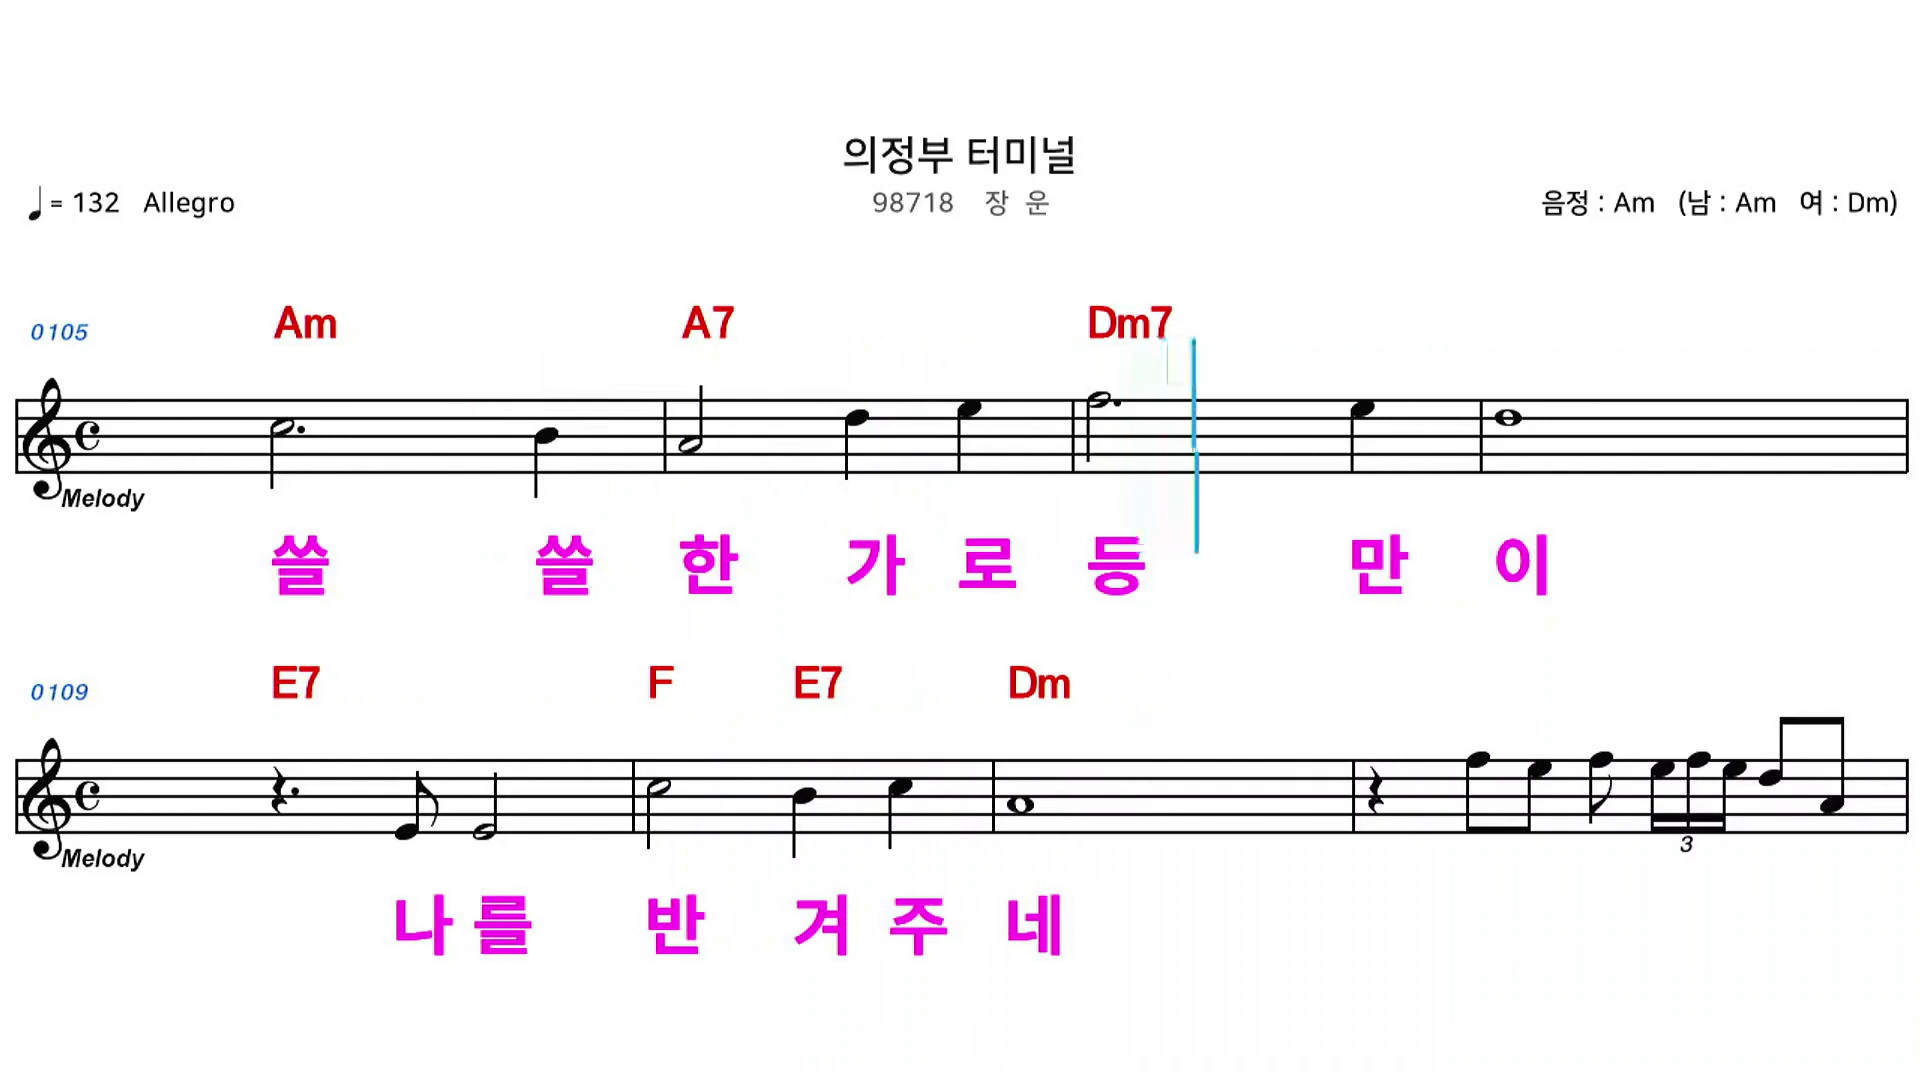 의정부 터미널
♩= 132 Allegro 98718 장 운 음정 : Am (남 : Am 여 : Dm)
0105 Am A7 Dm7
Melody
쓸 쓸 한 가 로 등 만 이
0109 E7 F E7 Dm
3
Melody
나 를 반 겨 주 네